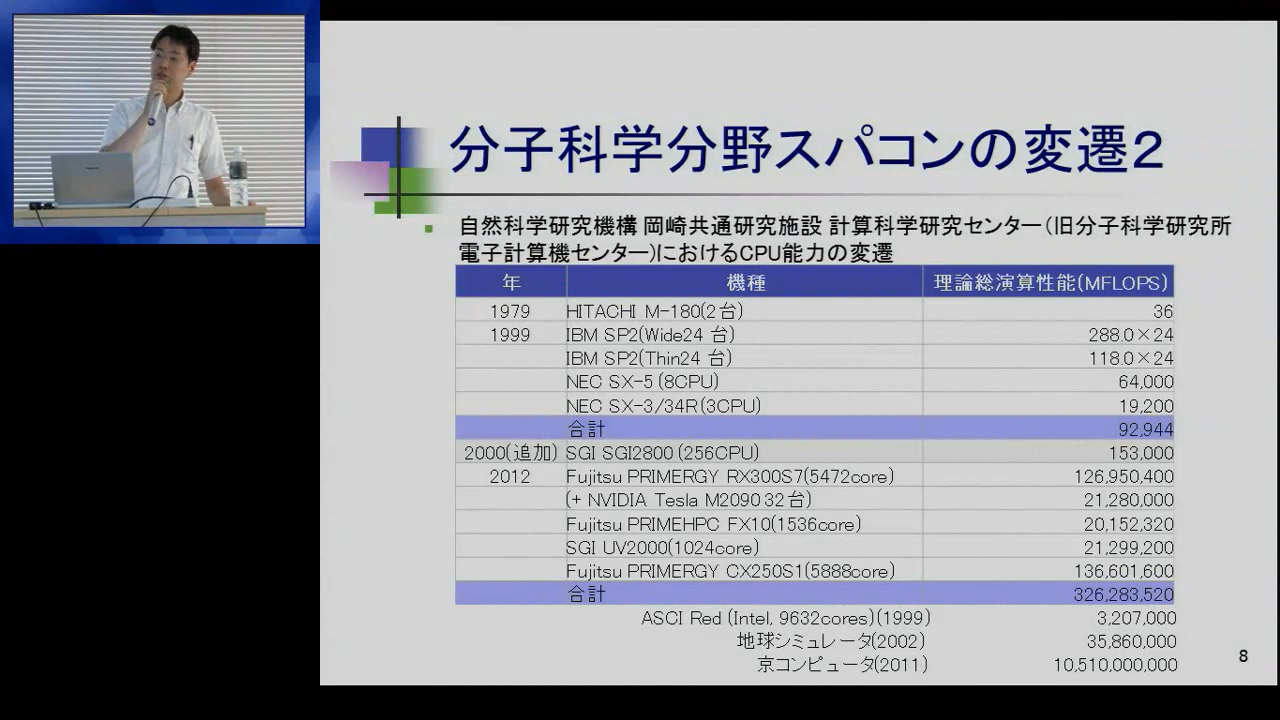 分子科学分野スパコンの変遷2
自然科学研究機構 岡崎共通研究施設 計算科学研究センター(旧分子科学研究所
電子計算機センター)におけるCPU能力の変遷
年 機種 理論総演算性能(MFLOPS)
1979 HITACHI M-180(2台) 36
1999 IBM SP2(Wide24 台) 288.0×24
IBM SP2(Thin24 台) 118.0×24
NEC SX-5 (8CPU) 64,000
NEC SX-3/34R(3CPU) 19,200
合計 92,944
2000(追加) SGI SGI2800 (256CPU) 153,000
2012 Fujitsu PRIMERGY RX300S7(5472core) 126,950,400
(+ NVIDIA Tesla M2090 32台) 21,280,000
Fujitsu PRIMEHPC FX10(1536core) 20,152,320
SGI UV2000(1024core) 21,299,200
Fujitsu PRIMERGY CX250S1(5888core) 136,601,600
合計 326,283,520
ASCI Red (Intel, 9632cores)(1999) 3,207,000
地球シミュレータ(2002) 35,860,000
京コンピュータ(2011) 10,510,000,000
8